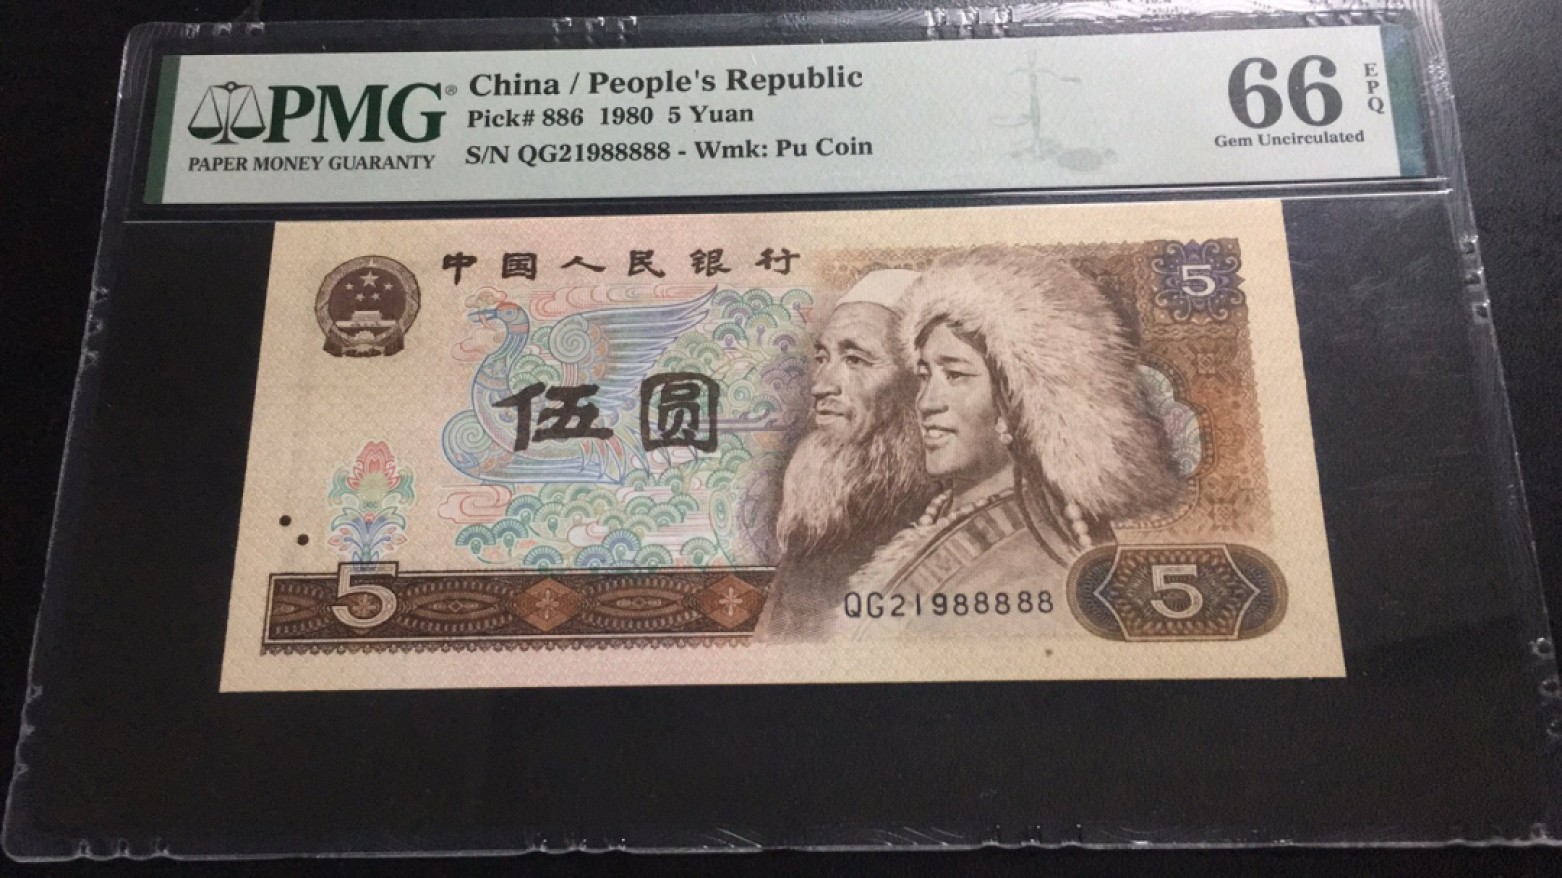 PMG®
PAPER MONEY GUARANTY
China / People's Republic
Pick# 886 1980 5 Yuan
S/N QG21988888 - Wmk: Pu Coin
66 EPQ
Gem Uncirculated
中国人民银行
5
伍圆
5
QG21988888
5